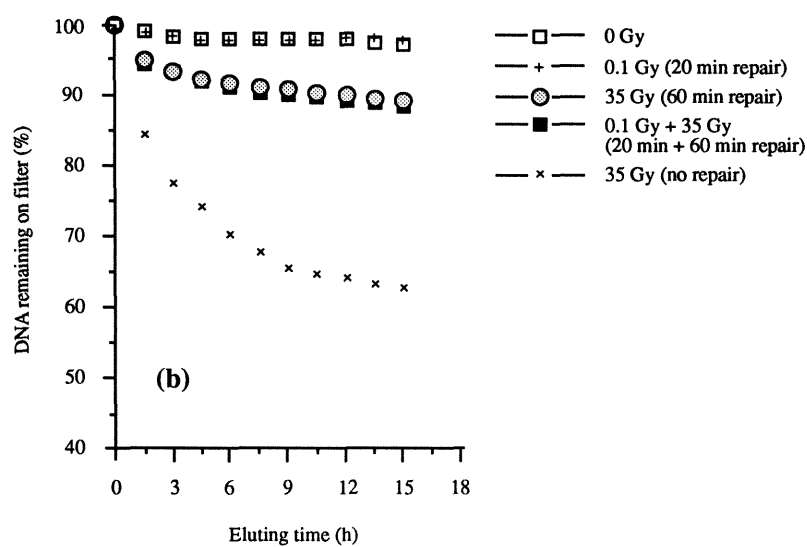 100
90
80
70
60
50
40
0
3
6
9
12
15
18
DNA remaining on filter (%)
Eluting time (h)
(b)
0 Gy
0.1 Gy (20 min repair)
35 Gy (60 min repair)
0.1 Gy + 35 Gy
(20 min + 60 min repair)
35 Gy (no repair)